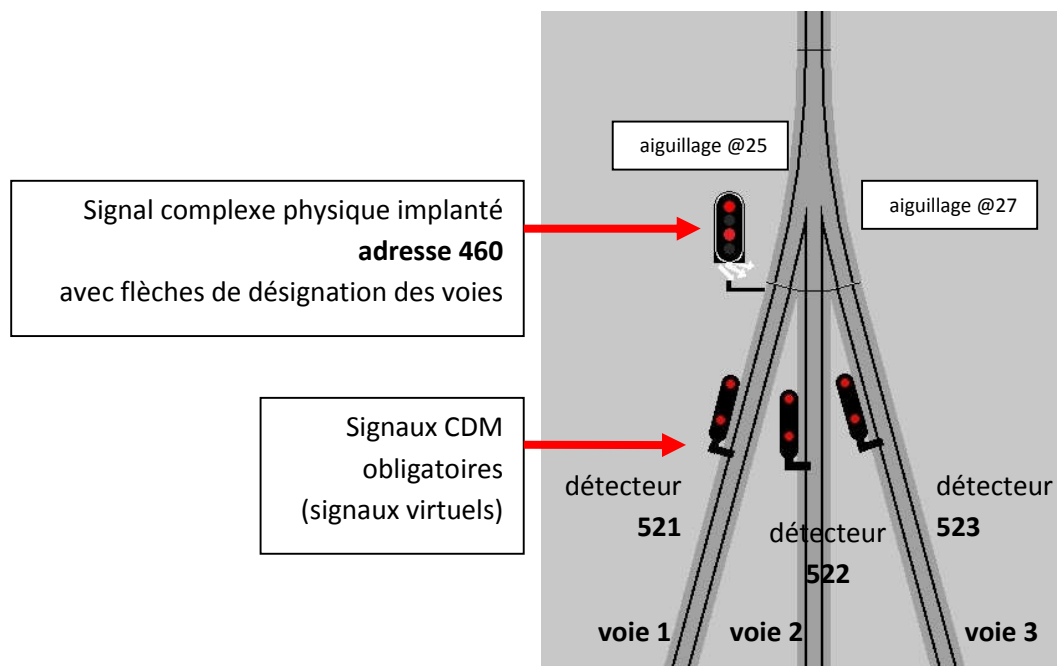 aiguillage @25
Signal complexe physique implanté
adresse 460
avec flèches de désignation des voies
aiguillage @27
Signaux CDM
obligatoires
(signaux virtuels)
détecteur
521
détecteur
522
détecteur
523
voie 1
voie 2
voie 3